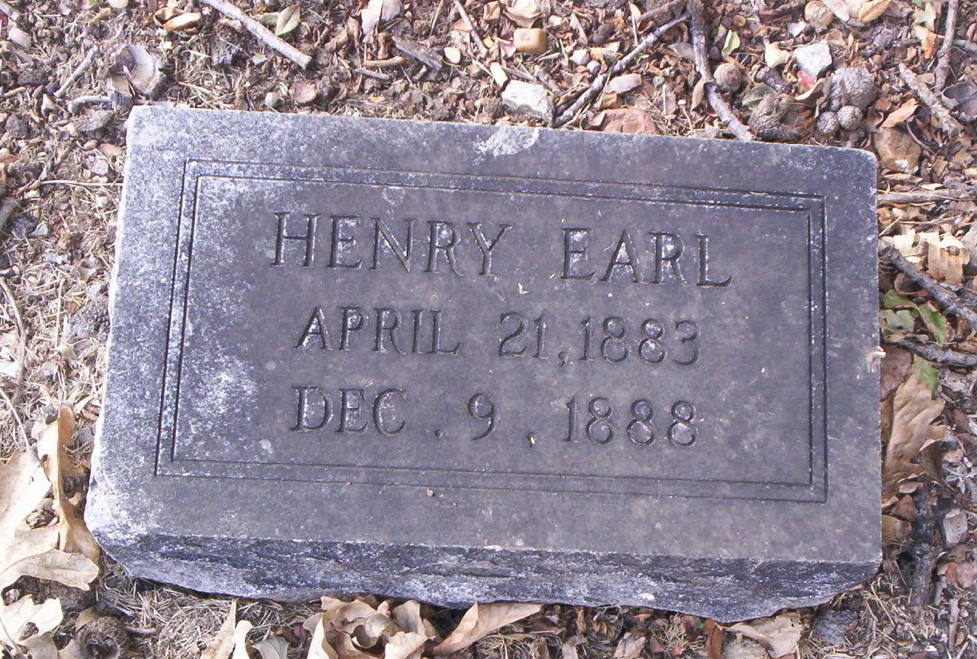 HENRY EARL
APRIL 21, 1883
DEC. 9. 1888